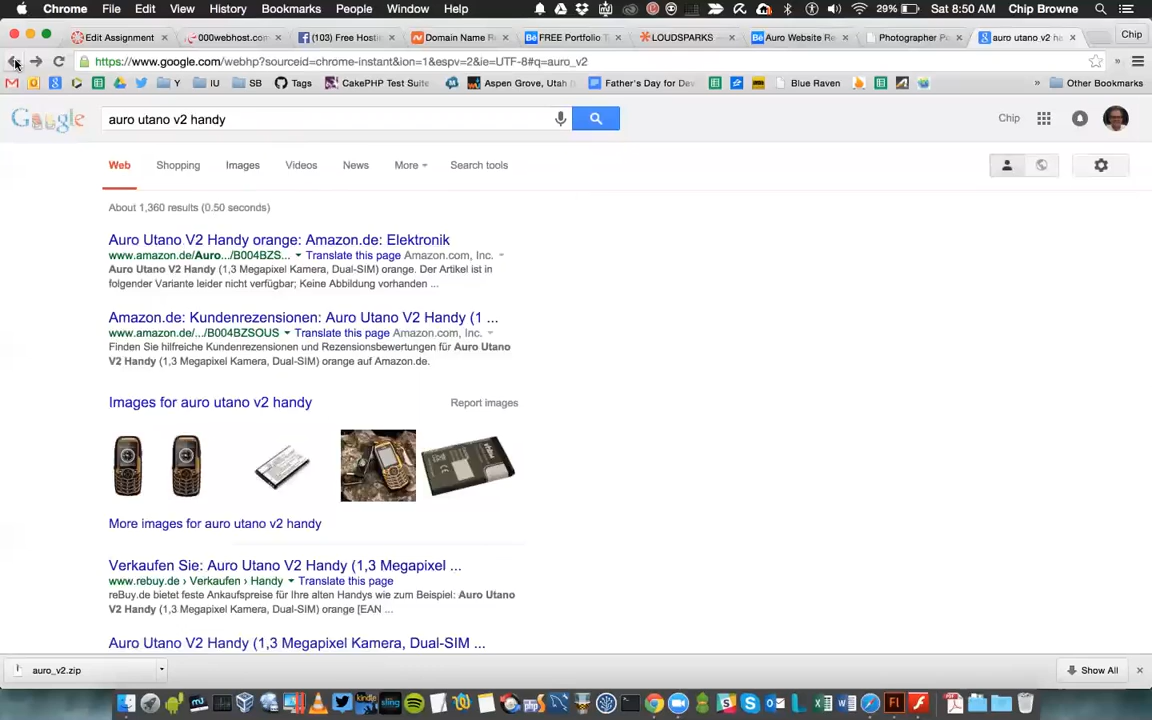 Chrome File Edit View History Bookmarks People Window Help 29% Sat 8:50 AM Chip Browne
Edit Assignment 000webhost.com (103) Free Hosti Domain Name Re FREE Portfolio T LOUDSPARKS — Auro Website Re Photographer Po auro utano v2 ha Chip
https://www.google.com/webhp?sourceid=chrome-instant&ion=1&espv=2&ie=UTF-8#q=auro_v2
Y IU SB Tags CakePHP Test Suite Aspen Grove, Utah Father's Day for Dev Blue Raven » Other Bookmarks
Google auro utano v2 handy Chip
Web Shopping Images Videos News More Search tools
About 1,360 results (0.50 seconds)
Auro Utano V2 Handy orange: Amazon.de: Elektronik
www.amazon.de/Auro.../B004BZS... Translate this page Amazon.com, Inc.
Auro Utano V2 Handy (1,3 Megapixel Kamera, Dual-SIM) orange. Der Artikel ist in
folgender Variante leider nicht verfügbar; Keine Abbildung vorhanden ...
Amazon.de: Kundenrezensionen: Auro Utano V2 Handy (1 ...
www.amazon.de/.../B004BZSOUS Translate this page Amazon.com, Inc.
Finden Sie hilfreiche Kundenrezensionen und Rezensionsbewertungen für Auro Utano
V2 Handy (1,3 Megapixel Kamera, Dual-SIM) orange auf Amazon.de.
Images for auro utano v2 handy Report images
More images for auro utano v2 handy
Verkaufen Sie: Auro Utano V2 Handy (1,3 Megapixel ...
www.rebuy.de › Verkaufen › Handy Translate this page
reBuy.de bietet feste Ankaufspreise für Ihre alten Handys wie zum Beispiel: Auro Utano
V2 Handy (1,3 Megapixel Kamera, Dual-SIM) orange [EAN ...
Auro Utano V2 Handy (1,3 Megapixel Kamera, Dual-SIM ...
auro_v2.zip Show All